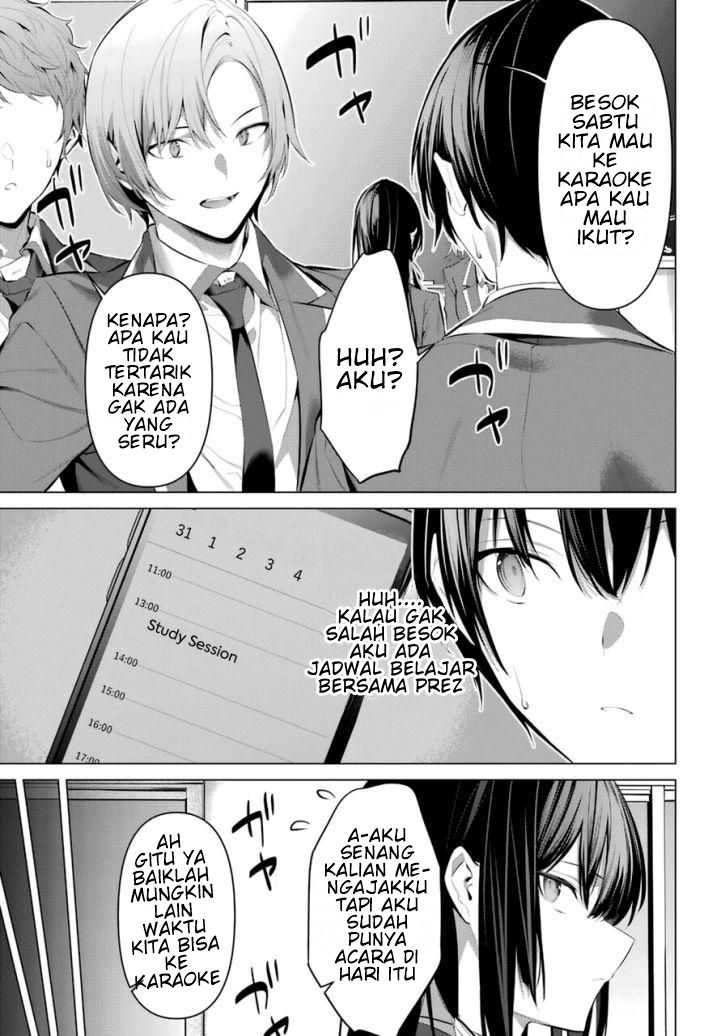 BESOK
SABTU
KITA MAU
KE
KARAOKE
APA KAU
MAU
IKUT?
HUH?
AKU?
KENAPA?
APA KAU
TIDAK
TERTARIK
KARENA
GAK ADA
YANG
SERU?
31 1 2 3 4
11:00
13:00
Study Session
14:00
15:00
16:00
17:00
HUH....
KALAU GAK
SALAH BESOK
AKU ADA
JADWAL BELAJAR
BERSAMA PREZ
A-AKU
SENANG
KALIAN ME-
NGAJAKKU
TAPI AKU
SUDAH
PUNYA
ACARA DI
HARI ITU
AH
GITU YA
BAIKLAH
MUNGKIN
LAIN
WAKTU
KITA BISA
KE
KARAOKE